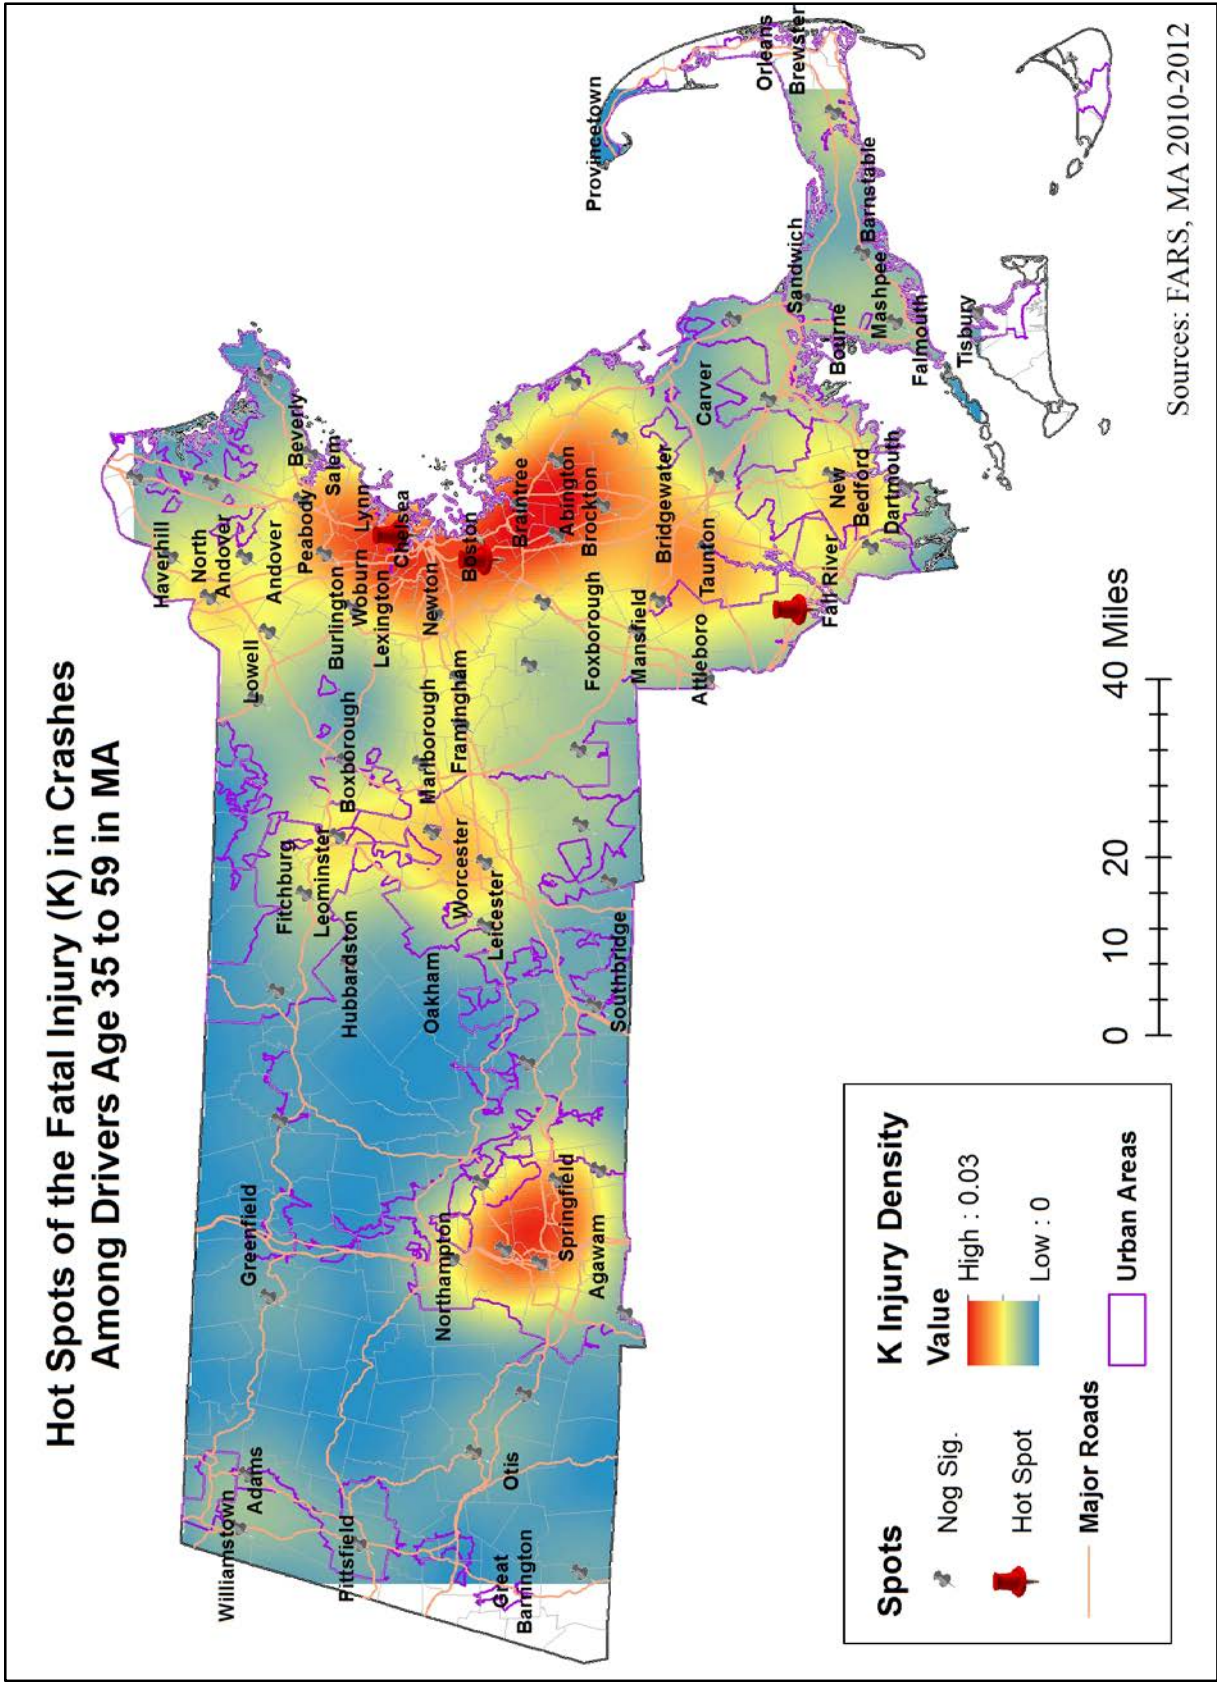 Hot Spots of the Fatal Injury (K) in Crashes
Among Drivers Age 35 to 59 in MA
Williamstown
Adams
Pittsfield
Great
Barrington
Otis
Greenfield
Northampton
Springfield
Agawam
Fitchburg
Leominster
Hubbardston
Oakham
Worcester
Leicester
Southbridge
Lowell
Boxborough
Marlborough
Framingham
Haverhill
North
Andover
Andover
Peabody
Burlington
Woburn
Lexington
Newton
Beverly
Salem
Lynn
Chelsea
Boston
Braintree
Abington
Brockton
Bridgewater
Foxborough
Mansfield
Taunton
Attleboro
Fall River
New
Bedford
Dartmouth
Carver
Provincetown
Orleans
Brewster
Sandwich
Barnstable
Bourne
Mashpee
Falmouth
Tisbury
Spots
Nog Sig.
Hot Spot
Major Roads
K Injury Density
Value
High : 0.03
Low : 0
Urban Areas
0 10 20 40 Miles
Sources: FARS, MA 2010-2012